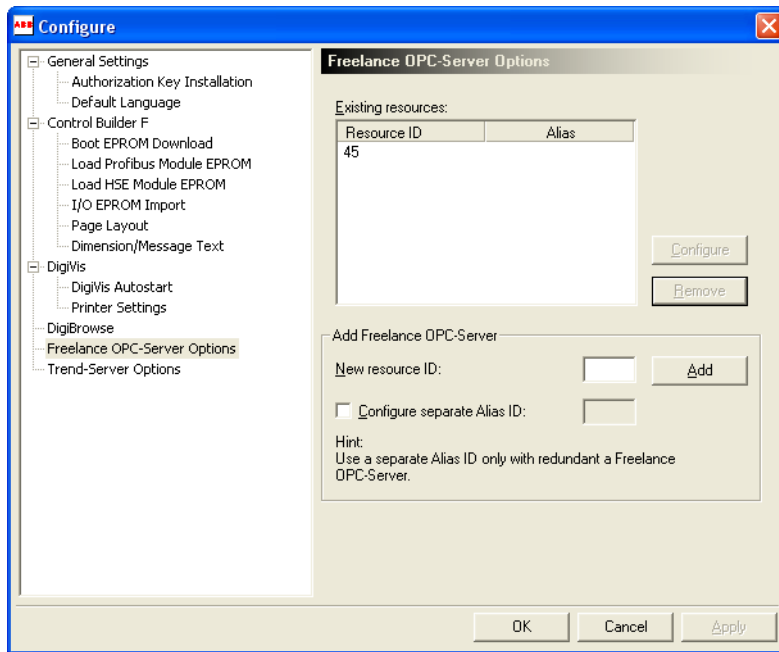 ABB Configure
General Settings
Authorization Key Installation
Default Language
Control Builder F
Boot EPROM Download
Load Profibus Module EPROM
Load HSE Module EPROM
I/O EPROM Import
Page Layout
Dimension/Message Text
DigiVis
DigiVis Autostart
Printer Settings
DigiBrowse
Freelance OPC-Server Options
Trend-Server Options
Freelance OPC-Server Options
Existing resources:
Resource ID Alias
45
Configure
Remove
Add Freelance OPC-Server
New resource ID:
Add
Configure separate Alias ID:
Hint:
Use a separate Alias ID only with redundant a Freelance
OPC-Server.
OK Cancel Apply